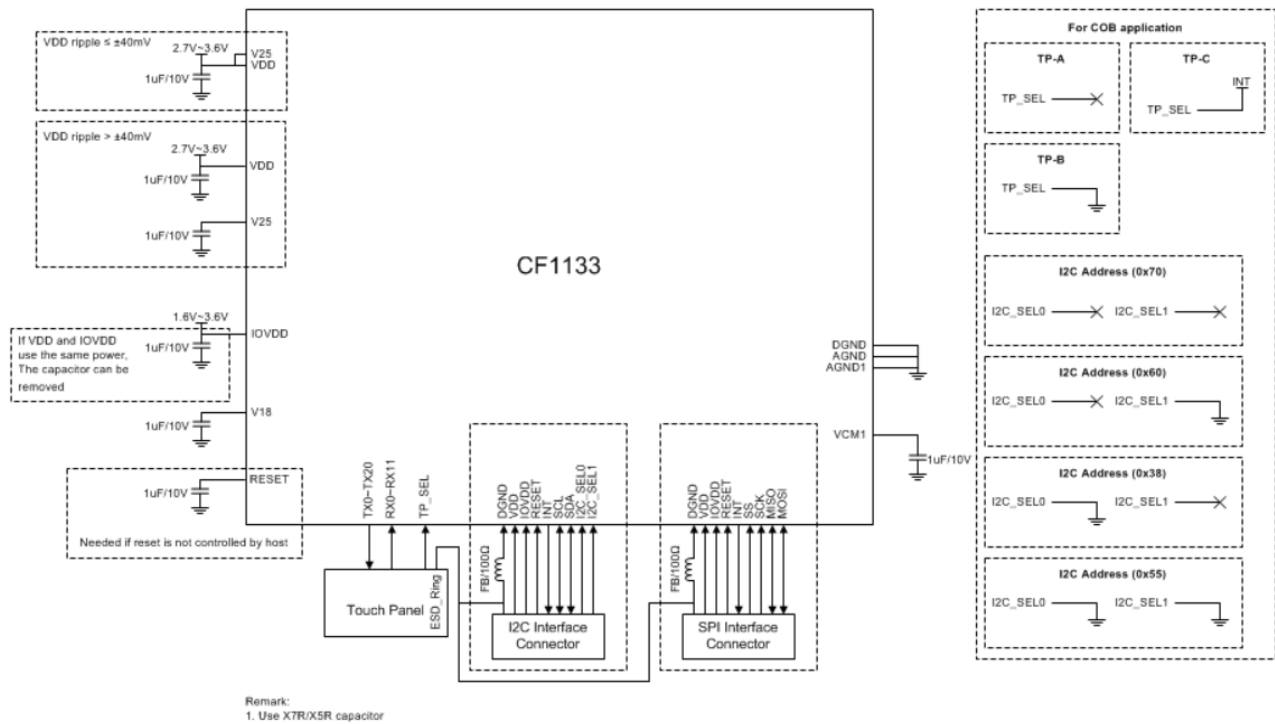 VDD ripple ≤ ±40mV
2.7V~3.6V
V25
VDD
1uF/10V
VDD ripple > ±40mV
2.7V~3.6V
VDD
1uF/10V
V25
1uF/10V
CF1133
1.6V~3.6V
IOVDD
1uF/10V
If VDD and IOVDD
use the same power,
The capacitor can be
removed
V18
1uF/10V
RESET
1uF/10V
Needed if reset is not controlled by host
DGND
AGND
AGND1
VCM1
1uF/10V
TX0~TX20
RX0~RX11
TP_SEL
ESD_Ring
Touch Panel
DGND
VDD
IOVDD
RESET
INT
SCL
SDA
I2C_SEL0
I2C_SEL1
FB/100Ω
I2C Interface
Connector
DGND
VDD
IOVDD
RESET
INT
SS
SCK
MISO
MOSI
FB/100Ω
SPI Interface
Connector
For COB application
TP-A
TP_SEL
TP-C
INT
TP_SEL
TP-B
TP_SEL
I2C Address (0x70)
I2C_SEL0 I2C_SEL1
I2C Address (0x60)
I2C_SEL0 I2C_SEL1
I2C Address (0x38)
I2C_SEL0 I2C_SEL1
I2C Address (0x55)
I2C_SEL0 I2C_SEL1
Remark:
1. Use X7R/X5R capacitor